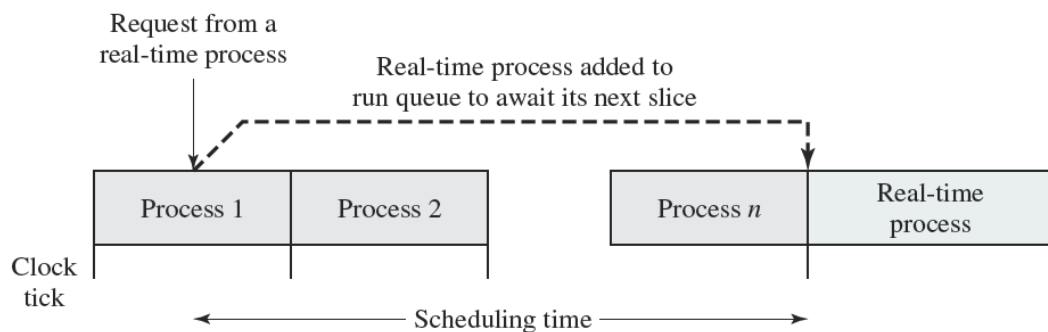 Request from a
real-time process
Real-time process added to
run queue to await its next slice
Process 1
Process 2
Process n
Real-time
process
Clock
tick
Scheduling time